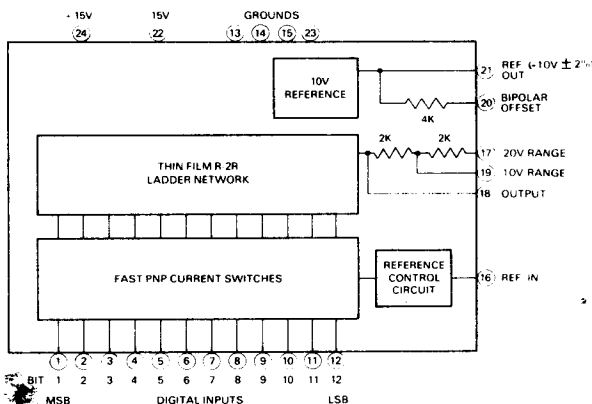 + 15V 15V GROUNDS
24 22 13 14 15 23
10V
REFERENCE
21 REF (-10V ± 2%)
OUT
20 BIPOLAR
OFFSET
4K
2K 2K
17 20V RANGE
19 10V RANGE
18 OUTPUT
THIN FILM R 2R
LADDER NETWORK
FAST PNP CURRENT SWITCHES
REFERENCE
CONTROL
CIRCUIT
16 REF IN
1 2 3 4 5 6 7 8 9 10 11 12
BIT 1 2 3 4 5 6 7 8 9 10 11 12
MSB DIGITAL INPUTS LSB